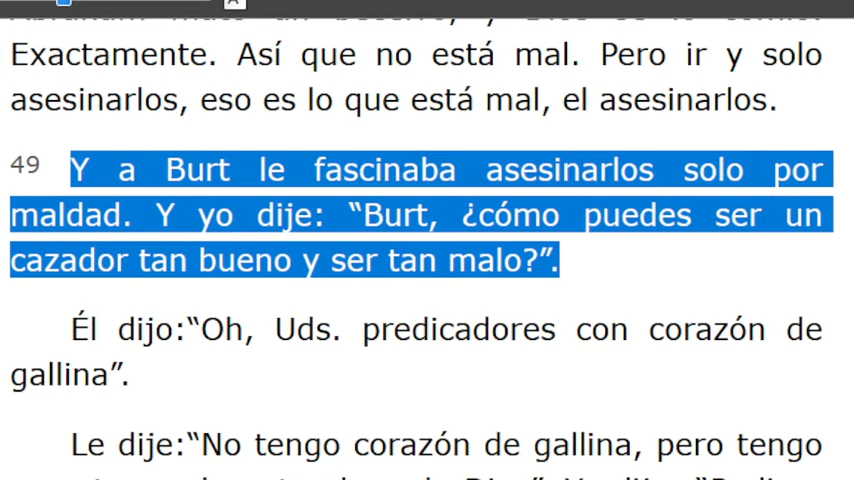 Exactamente. Así que no está mal. Pero ir y solo
asesinarlos, eso es lo que está mal, el asesinarlos.
49 Y a Burt le fascinaba asesinarlos solo por
maldad. Y yo dije: “Burt, ¿cómo puedes ser un
cazador tan bueno y ser tan malo?”.
Él dijo:“Oh, Uds. predicadores con corazón de
gallina”.
Le dije:“No tengo corazón de gallina, pero tengo